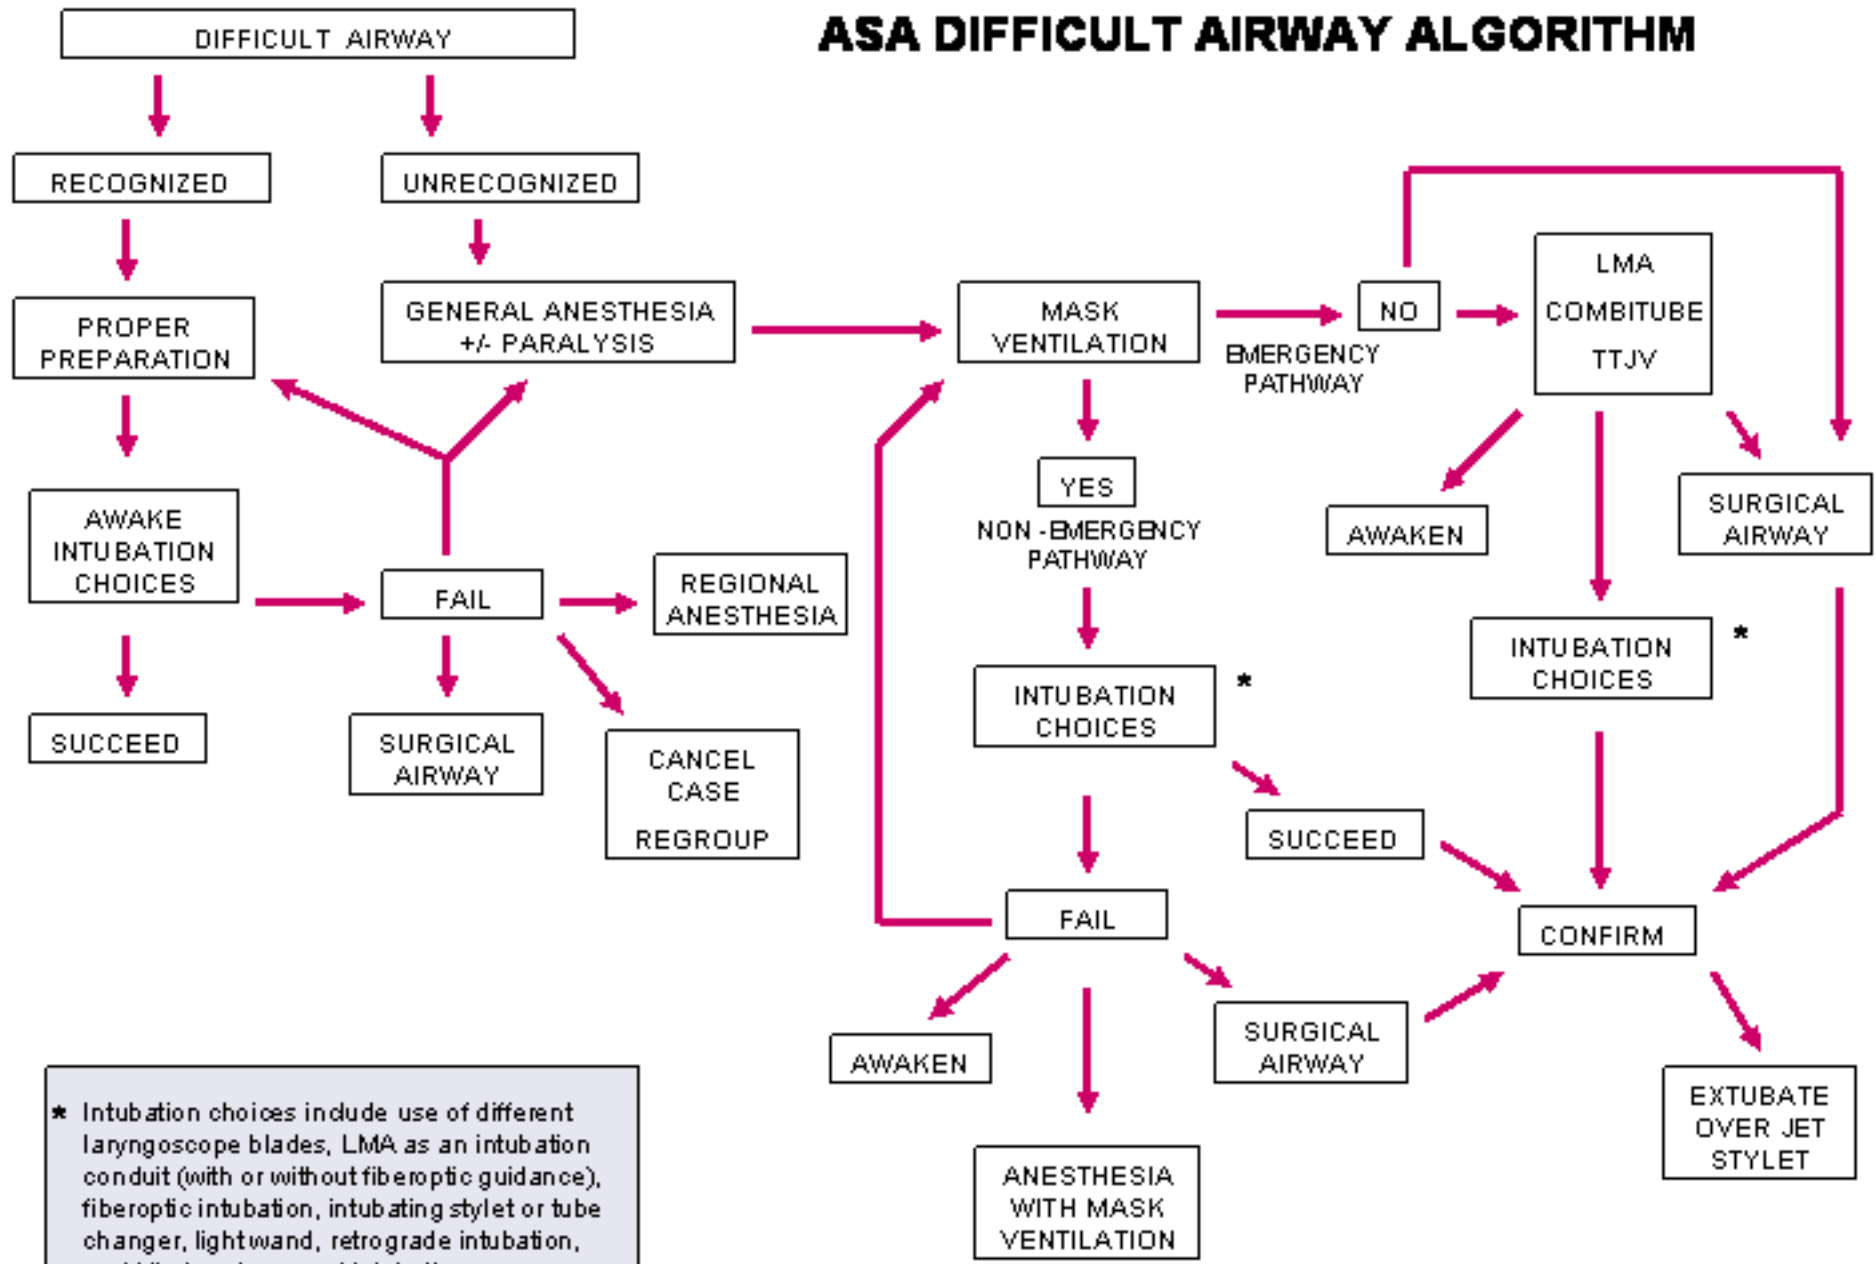 ASA DIFFICULT AIRWAY ALGORITHM
DIFFICULT AIRWAY
RECOGNIZED
UNRECOGNIZED
PROPER
PREPARATION
GENERAL ANESTHESIA
+/- PARALYSIS
MASK
VENTILATION
EMERGENCY
PATHWAY
NO
LMA
COMBITUBE
TTJV
YES
NON -EMERGENCY
PATHWAY
AWAKEN
SURGICAL
AIRWAY
AWAKE
INTUBATION
CHOICES
FAIL
REGIONAL
ANESTHESIA
INTUBATION
CHOICES
*
INTUBATION
CHOICES
*
SUCCEED
SURGICAL
AIRWAY
CANCEL
CASE
REGROUP
SUCCEED
FAIL
CONFIRM
AWAKEN
SURGICAL
AIRWAY
ANESTHESIA
WITH MASK
VENTILATION
EXTUBATE
OVER JET
STYLET
* Intubation choices include use of different
laryngoscope blades, LMA as an intubation
conduit (with or without fiberoptic guidance),
fiberoptic intubation, intubating stylet or tube
changer, light wand, retrograde intubation,